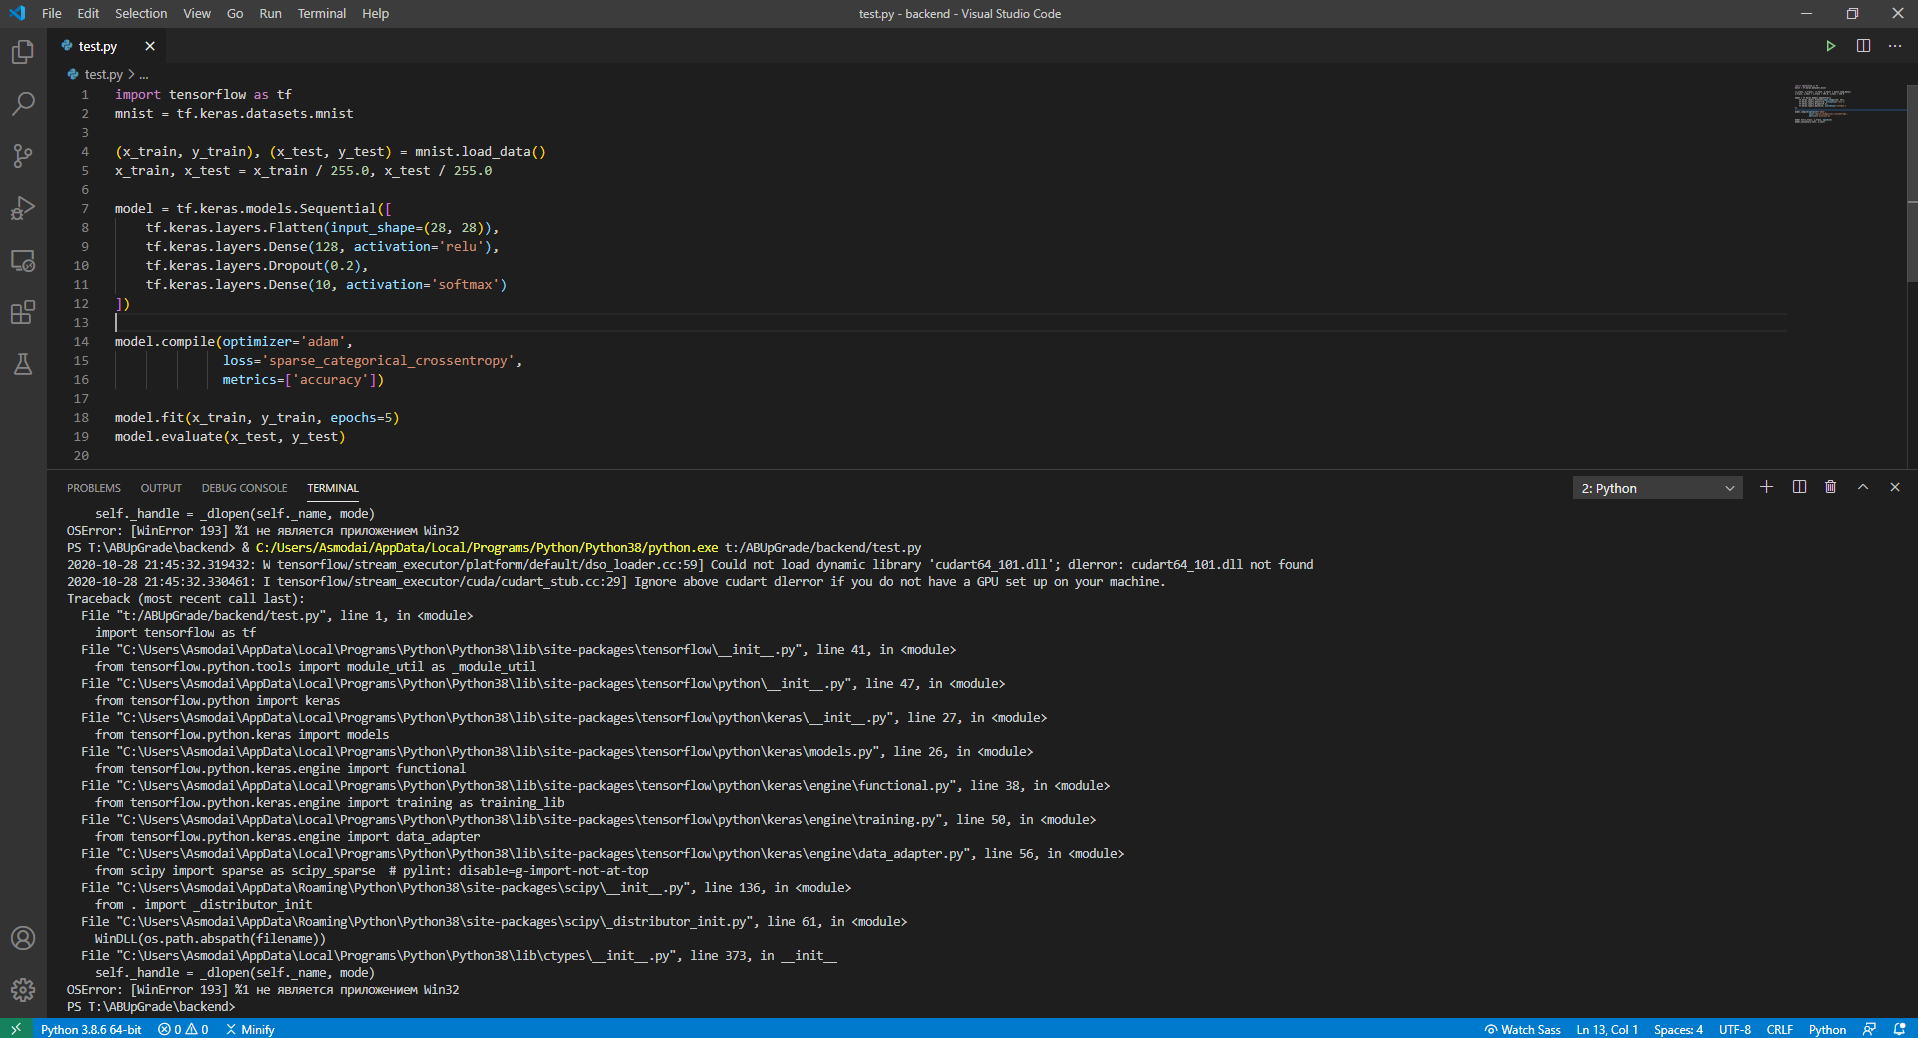 File Edit Selection View Go Run Terminal Help
test.py - backend - Visual Studio Code
test.py
test.py > ...
1 import tensorflow as tf
2 mnist = tf.keras.datasets.mnist
3
4 (x_train, y_train), (x_test, y_test) = mnist.load_data()
5 x_train, x_test = x_train / 255.0, x_test / 255.0
6
7 model = tf.keras.models.Sequential([
8 tf.keras.layers.Flatten(input_shape=(28, 28)),
9 tf.keras.layers.Dense(128, activation='relu'),
10 tf.keras.layers.Dropout(0.2),
11 tf.keras.layers.Dense(10, activation='softmax')
12 ])
13
14 model.compile(optimizer='adam',
15 loss='sparse_categorical_crossentropy',
16 metrics=['accuracy'])
17
18 model.fit(x_train, y_train, epochs=5)
19 model.evaluate(x_test, y_test)
20
PROBLEMS OUTPUT DEBUG CONSOLE TERMINAL
2: Python
self._handle = _dlopen(self._name, mode)
OSError: [WinError 193] %1 не является приложением Win32
PS T:\ABUpGrade\backend> & C:/Users/Asmodai/AppData/Local/Programs/Python/Python38/python.exe t:/ABUpGrade/backend/test.py
2020-10-28 21:45:32.319432: W tensorflow/stream_executor/platform/default/dso_loader.cc:59] Could not load dynamic library 'cudart64_101.dll'; dlerror: cudart64_101.dll not found
2020-10-28 21:45:32.330461: I tensorflow/stream_executor/cuda/cudart_stub.cc:29] Ignore above cudart dlerror if you do not have a GPU set up on your machine.
Traceback (most recent call last):
File "t:/ABUpGrade/backend/test.py", line 1, in <module>
import tensorflow as tf
File "C:\Users\Asmodai\AppData\Local\Programs\Python\Python38\lib\site-packages\tensorflow\__init__.py", line 41, in <module>
from tensorflow.python.tools import module_util as _module_util
File "C:\Users\Asmodai\AppData\Local\Programs\Python\Python38\lib\site-packages\tensorflow\python\__init__.py", line 47, in <module>
from tensorflow.python import keras
File "C:\Users\Asmodai\AppData\Local\Programs\Python\Python38\lib\site-packages\tensorflow\python\keras\__init__.py", line 27, in <module>
from tensorflow.python.keras import models
File "C:\Users\Asmodai\AppData\Local\Programs\Python\Python38\lib\site-packages\tensorflow\python\keras\models.py", line 26, in <module>
from tensorflow.python.keras.engine import functional
File "C:\Users\Asmodai\AppData\Local\Programs\Python\Python38\lib\site-packages\tensorflow\python\keras\engine\functional.py", line 38, in <module>
from tensorflow.python.keras.engine import training as training_lib
File "C:\Users\Asmodai\AppData\Local\Programs\Python\Python38\lib\site-packages\tensorflow\python\keras\engine\training.py", line 50, in <module>
from tensorflow.python.keras.engine import data_adapter
File "C:\Users\Asmodai\AppData\Local\Programs\Python\Python38\lib\site-packages\tensorflow\python\keras\engine\data_adapter.py", line 56, in <module>
from scipy import sparse as scipy_sparse # pylint: disable=g-import-not-at-top
File "C:\Users\Asmodai\AppData\Roaming\Python\Python38\site-packages\scipy\__init__.py", line 136, in <module>
from . import _distributor_init
File "C:\Users\Asmodai\AppData\Roaming\Python\Python38\site-packages\scipy\_distributor_init.py", line 61, in <module>
WinDLL(os.path.abspath(filename))
File "C:\Users\Asmodai\AppData\Local\Programs\Python\Python38\lib\ctypes\__init__.py", line 373, in __init__
self._handle = _dlopen(self._name, mode)
OSError: [WinError 193] %1 не является приложением Win32
PS T:\ABUpGrade\backend>
Python 3.8.6 64-bit 0 0 Minify Watch Sass Ln 13, Col 1 Spaces: 4 UTF-8 CRLF Python